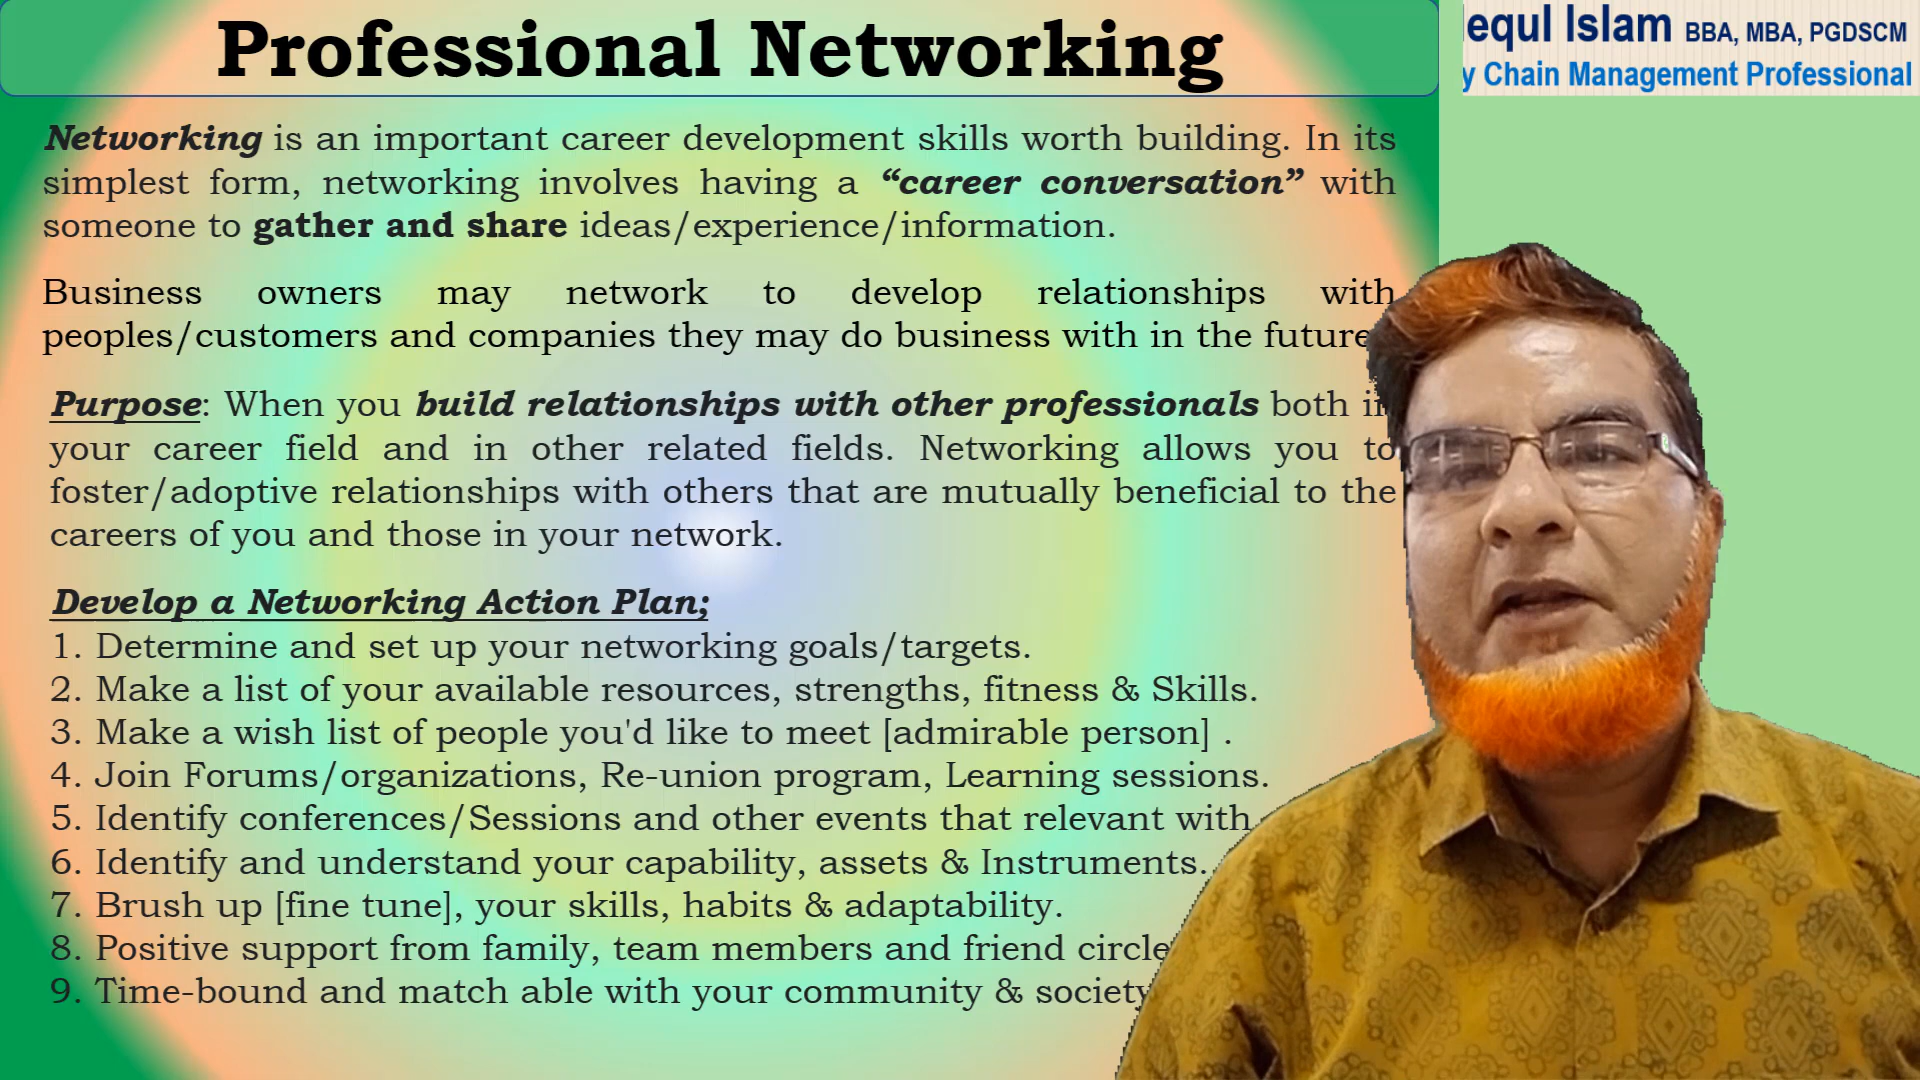 Professional Networking
lequl Islam BBA, MBA, PGDSCM
y Chain Management Professional
Networking is an important career development skills worth building. In its
simplest form, networking involves having a “career conversation” with
someone to gather and share ideas/experience/information.
Business owners may network to develop relationships with
peoples/customers and companies they may do business with in the future
Purpose: When you build relationships with other professionals both in
your career field and in other related fields. Networking allows you to
foster/adoptive relationships with others that are mutually beneficial to the
careers of you and those in your network.
Develop a Networking Action Plan;
1. Determine and set up your networking goals/targets.
2. Make a list of your available resources, strengths, fitness & Skills.
3. Make a wish list of people you'd like to meet [admirable person] .
4. Join Forums/organizations, Re-union program, Learning sessions.
5. Identify conferences/Sessions and other events that relevant with
6. Identify and understand your capability, assets & Instruments.
7. Brush up [fine tune], your skills, habits & adaptability.
8. Positive support from family, team members and friend circle
9. Time-bound and match able with your community & society